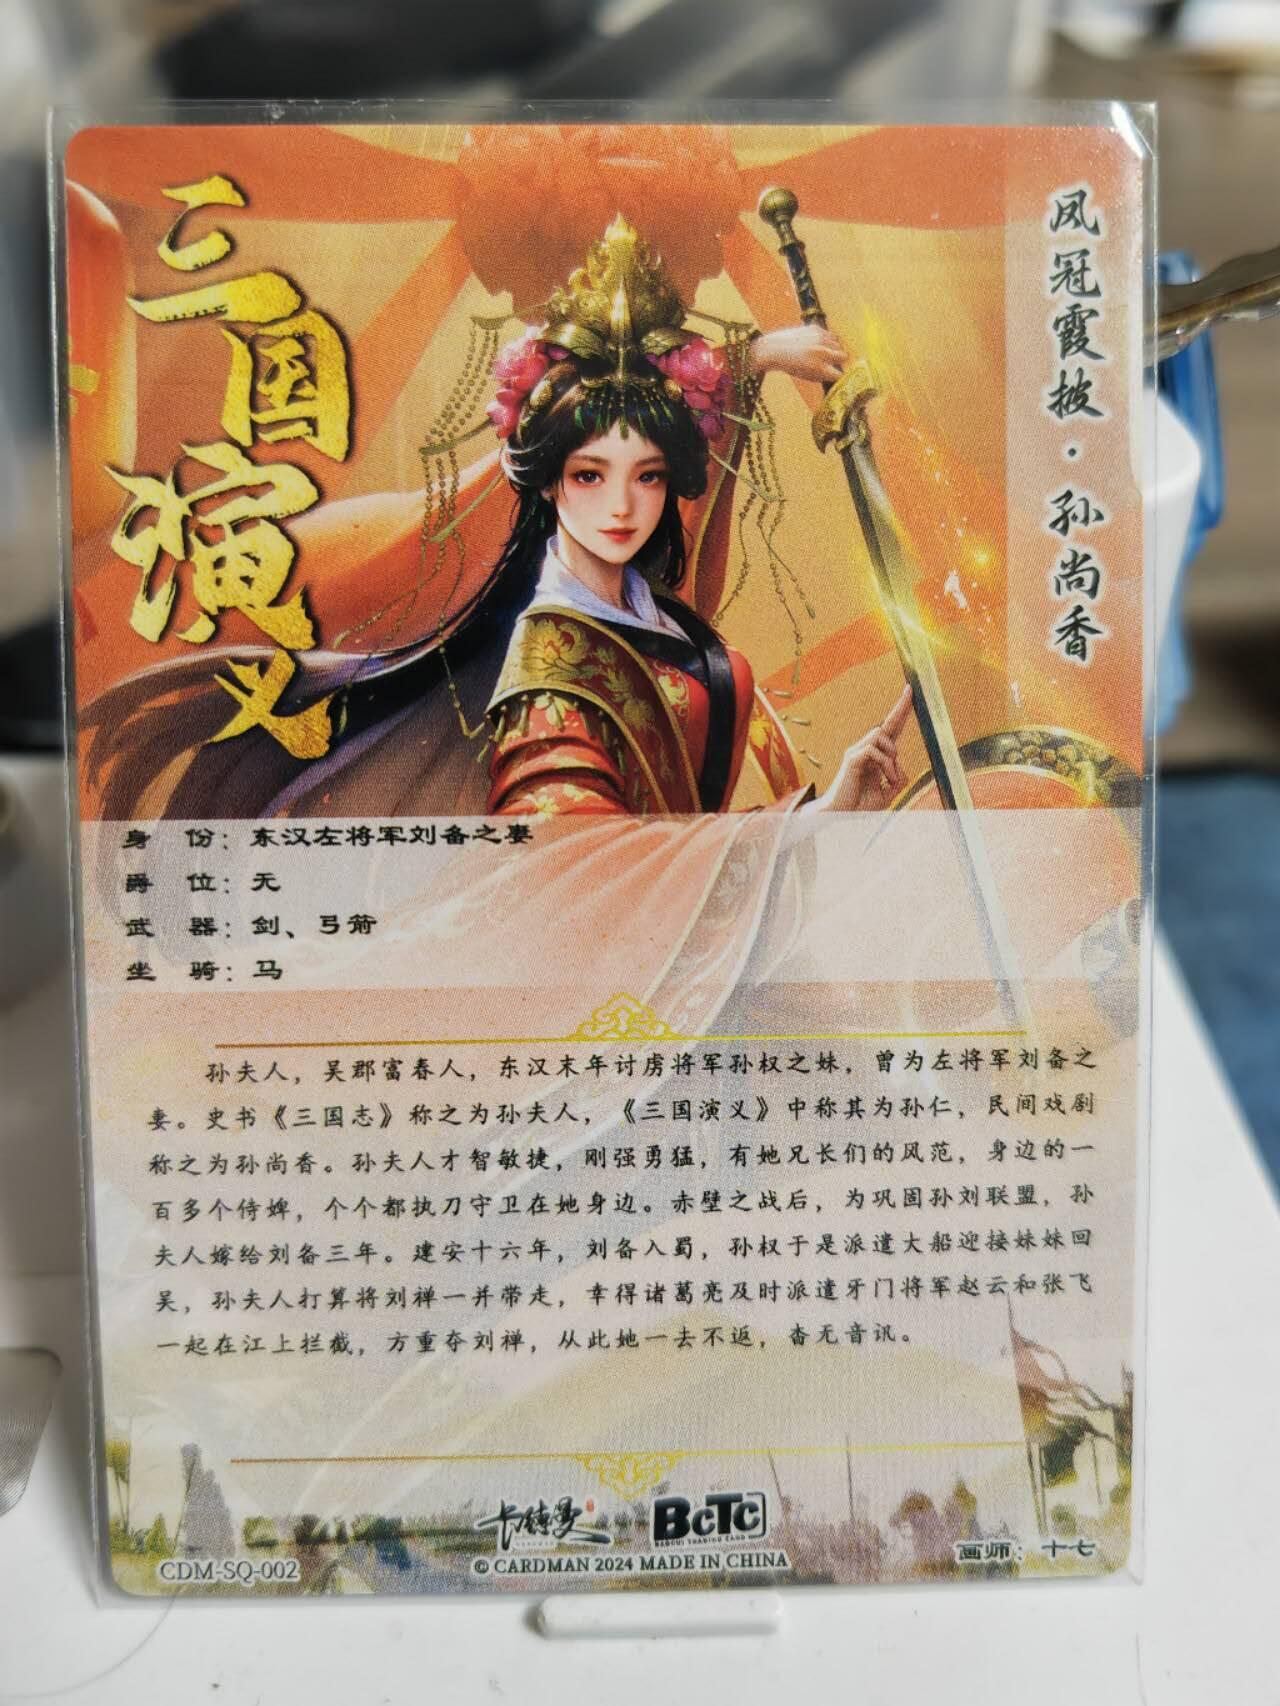 三国演义
凤冠霞披·孙尚香
身 份：东汉左将军刘备之妻
爵 位：无
武 器：剑、弓箭
坐 骑：马
孙夫人，吴郡富春人，东汉末年讨虏将军孙权之妹，曾为左将军刘备之
妻。史书《三国志》称之为孙夫人，《三国演义》中称其为孙仁，民间戏剧
称之为孙尚香。孙夫人才智敏捷，刚强勇猛，有她兄长们的风范，身边的一
百多个侍婢，个个都执刀守卫在她身边。赤壁之战后，为巩固孙刘联盟，孙
夫人嫁给刘备三年。建安十六年，刘备入蜀，孙权于是派遣大船迎接妹妹回
吴，孙夫人打算将刘禅一并带走，幸得诸葛亮及时派遣牙门将军赵云和张飞
一起在江上拦截，方重夺刘禅，从此她一去不返，杳无音讯。
卡德曼
BCTC
CDM-SQ-002
© CARDMAN 2024 MADE IN CHINA
画师：十七